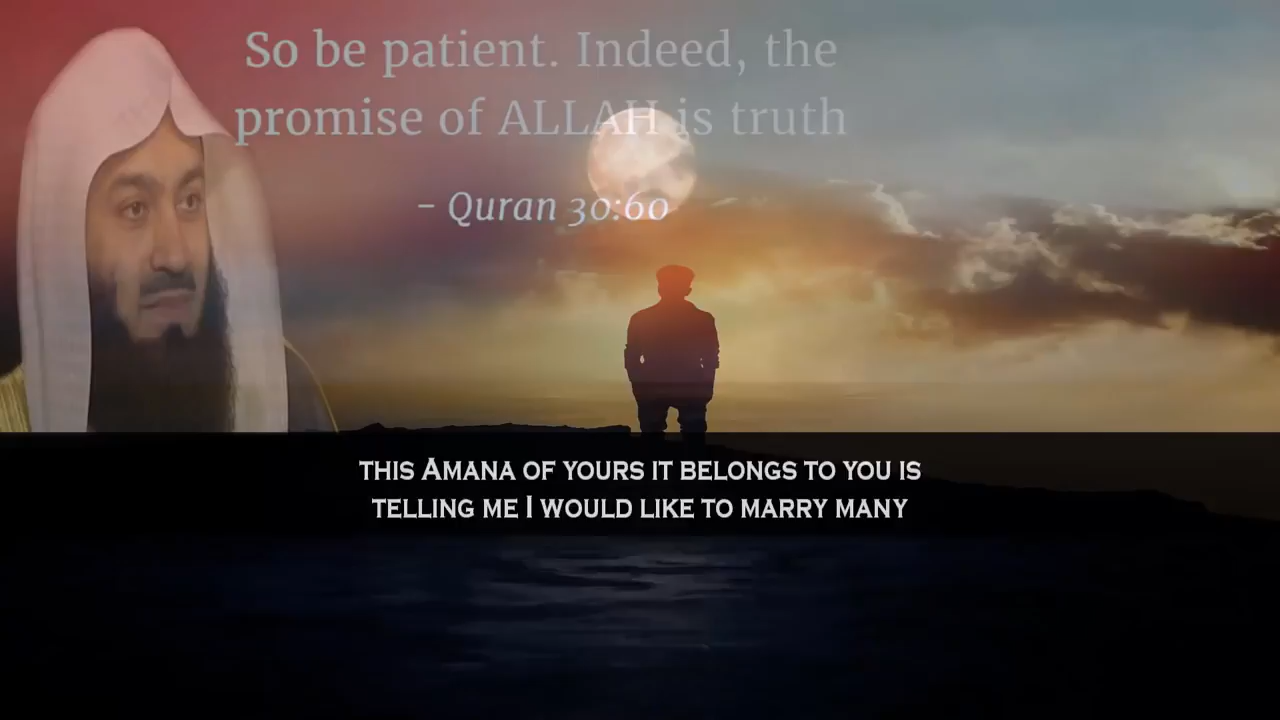 So be patient. Indeed, the
promise of ALLAH is truth
- Quran 30:60
THIS AMANA OF YOURS IT BELONGS TO YOU IS
TELLING ME I WOULD LIKE TO MARRY MANY